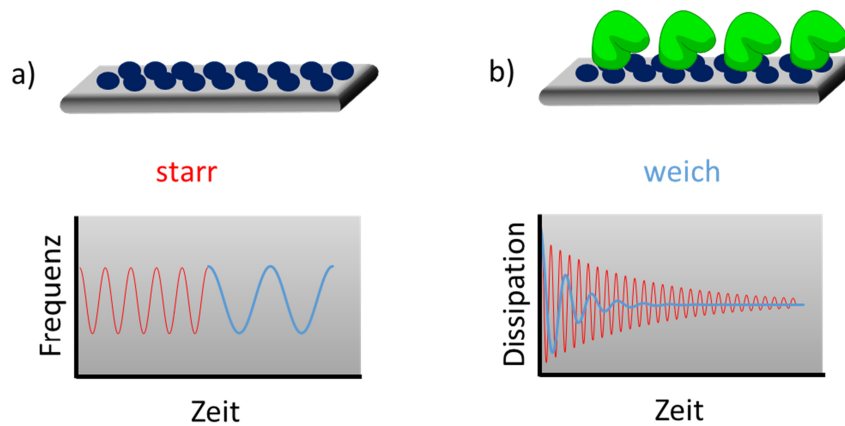 a)
b)
starr
weich
Frequenz
Dissipation
Zeit
Zeit